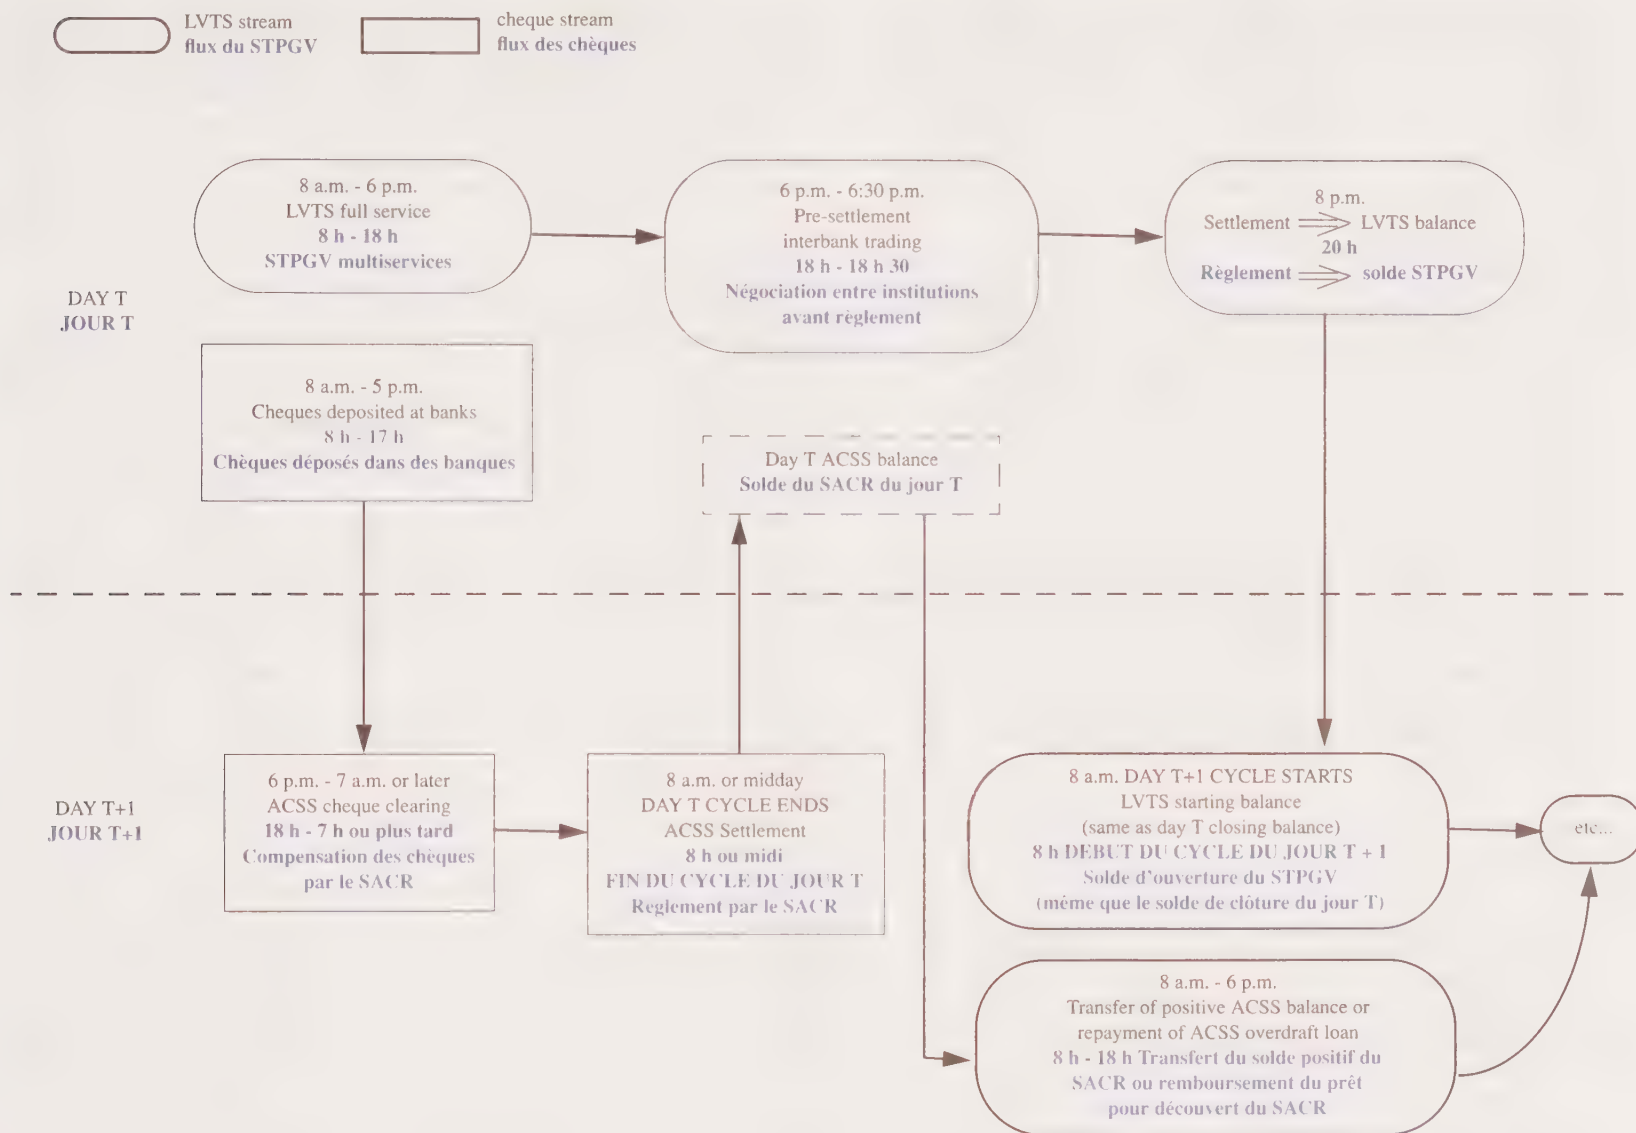 LVTS stream
flux du STPGV
cheque stream
flux des chèques
8 a.m. - 6 p.m.
LVTS full service
8 h - 18 h
STPGV multiservices
6 p.m. - 6:30 p.m.
Pre-settlement
interbank trading
18 h - 18 h 30
Négociation entre institutions
avant règlement
8 p.m.
Settlement ⟹ LVTS balance
20 h
Règlement ⟹ solde STPGV
DAY T
JOUR T
8 a.m. - 5 p.m.
Cheques deposited at banks
8 h - 17 h
Chèques déposés dans des banques
Day T ACSS balance
Solde du SACR du jour T
DAY T+1
JOUR T+1
6 p.m. - 7 a.m. or later
ACSS cheque clearing
18 h - 7 h ou plus tard
Compensation des chèques
par le SACR
8 a.m. or midday
DAY T CYCLE ENDS
ACSS Settlement
8 h ou midi
FIN DU CYCLE DU JOUR T
Reglement par le SACR
8 a.m. DAY T+1 CYCLE STARTS
LVTS starting balance
(same as day T closing balance)
8 h DEBUT DU CYCLE DU JOUR T + 1
Solde d'ouverture du STPGV
(même que le solde de clôture du jour T)
etc...
8 a.m. - 6 p.m.
Transfer of positive ACSS balance or
repayment of ACSS overdraft loan
8 h - 18 h Transfert du solde positif du
SACR ou remboursement du prêt
pour découvert du SACR